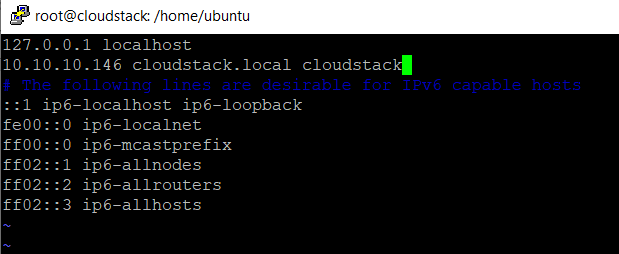 root@cloudstack: /home/ubuntu
127.0.0.1 localhost
10.10.10.146 cloudstack.local cloudstack
# The following lines are desirable for IPv6 capable hosts
::1 ip6-localhost ip6-loopback
fe00::0 ip6-localnet
ff00::0 ip6-mcastprefix
ff02::1 ip6-allnodes
ff02::2 ip6-allrouters
ff02::3 ip6-allhosts
~
~